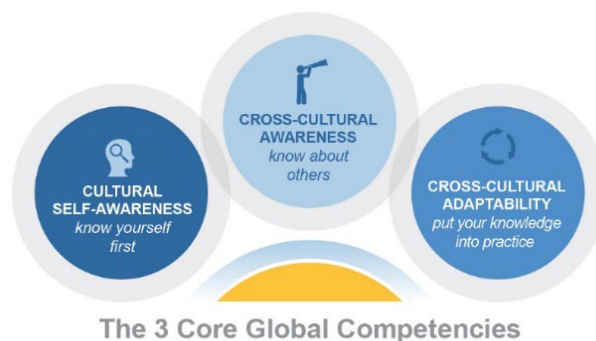 CULTURAL
SELF-AWARENESS
know yourself
first
CROSS-CULTURAL
AWARENESS
know about
others
CROSS-CULTURAL
ADAPTABILITY
put your knowledge
into practice
The 3 Core Global Competencies